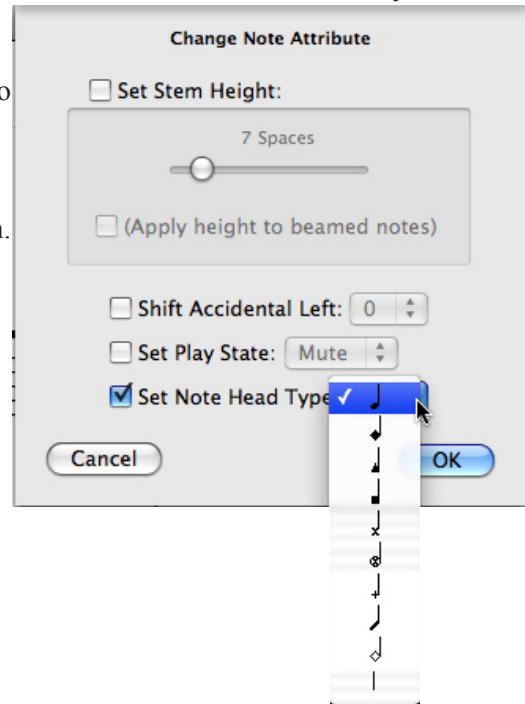 Change Note Attribute
o
Set Stem Height:
7 Spaces
(Apply height to beamed notes)
Shift Accidental Left: 0
Set Play State: Mute
Set Note Head Type
Cancel OK